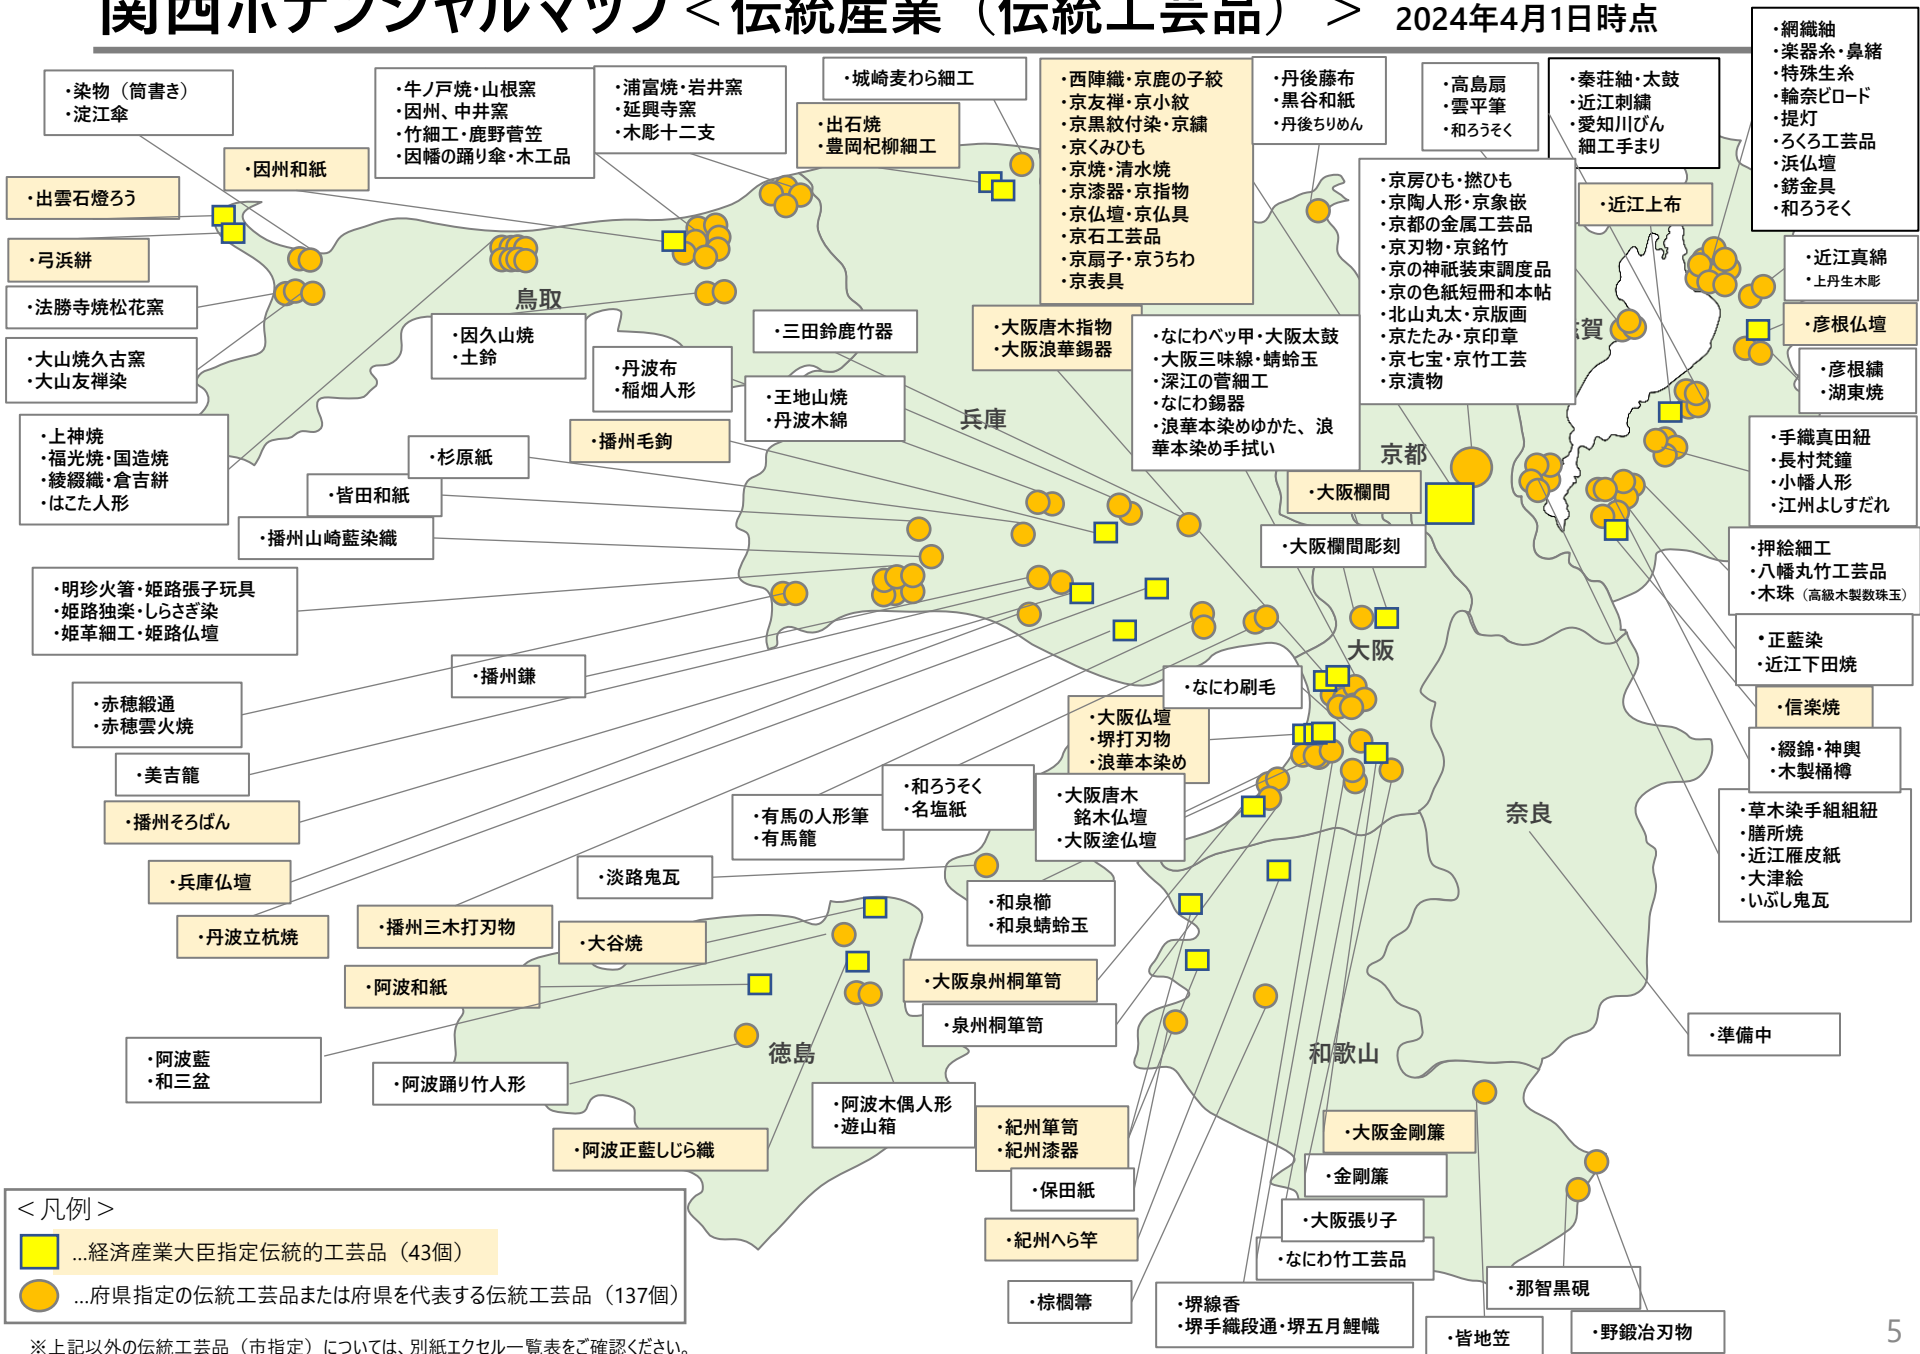 関西ポテンシャルマップ＜伝統産業（伝統工芸品）＞ 2024年4月1日時点
・染物（筒書き）
・淀江傘
・牛ノ戸焼・山根窯
・因州、中井窯
・竹細工・鹿野菅笠
・因幡の踊り傘・木工品
・浦富焼・岩井窯
・延興寺窯
・木彫十二支
・城崎麦わら細工
・出石焼
・豊岡杞柳細工
・西陣織・京鹿の子絞
・京友禅・京小紋
・京黒紋付染・京繍
・京くみひも
・京焼・清水焼
・京漆器・京指物
・京仏壇・京仏具
・京石工芸品
・京扇子・京うちわ
・京表具
・丹後藤布
・黒谷和紙
・丹後ちりめん
・高島扇
・雲平筆
・和ろうそく
・秦荘紬・太鼓
・近江刺繍
・愛知川びん
細工手まり
・網織紬
・楽器糸・鼻緒
・特殊生糸
・輪奈ビロード
・提灯
・ろくろ工芸品
・浜仏壇
・錺金具
・和ろうそく
・因州和紙
・出雲石燈ろう
・弓浜絣
・法勝寺焼松花窯
・大山焼久古窯
・大山友禅染
・上神焼
・福光焼・国造焼
・綾綴織・倉吉絣
・はこた人形
鳥取
・因久山焼
・土鈴
・丹波布
・稲畑人形
・三田鈴鹿竹器
・王地山焼
・丹波木綿
兵庫
・大阪唐木指物
・大阪浪華錫器
・なにわベッ甲・大阪太鼓
・大阪三味線・蜻蛉玉
・深江の菅細工
・なにわ錫器
・浪華本染めゆかた、浪
華本染め手拭い
・京房ひも・撚ひも
・京陶人形・京象嵌
・京都の金属工芸品
・京刃物・京銘竹
・京の神祇装束調度品
・京の色紙短冊和本帖
・北山丸太・京版画
・京たたみ・京印章
・京七宝・京竹工芸
・京漬物
・近江上布
賀
・近江真綿
・上丹生木彫
・彦根仏壇
・彦根繍
・湖東焼
・手織真田紐
・長村梵鐘
・小幡人形
・江州よしすだれ
・押絵細工
・八幡丸竹工芸品
・木珠（高級木製数珠玉）
・正藍染
・近江下田焼
・信楽焼
・綴錦・神輿
・木製桶樽
・草木染手組組紐
・膳所焼
・近江雁皮紙
・大津絵
・いぶし鬼瓦
京都
・大阪欄間
・大阪欄間彫刻
・播州毛鉤
・杉原紙
・皆田和紙
・播州山崎藍染織
・明珍火箸・姫路張子玩具
・姫路独楽・しらさぎ染
・姫革細工・姫路仏壇
・播州鎌
・赤穂緞通
・赤穂雲火焼
・美吉籠
・播州そろばん
・兵庫仏壇
・丹波立杭焼
・播州三木打刃物
・有馬の人形筆
・有馬籠
・和ろうそく
・名塩紙
・淡路鬼瓦
大阪
・なにわ刷毛
・大阪仏壇
・堺打刃物
・浪華本染め
・大阪唐木
銘木仏壇
・大阪塗仏壇
・和泉櫛
・和泉蜻蛉玉
・大阪泉州桐箪笥
・泉州桐箪笥
奈良
・準備中
・大谷焼
・阿波和紙
・阿波藍
・和三盆
・阿波踊り竹人形
徳島
・阿波木偶人形
・遊山箱
・阿波正藍しじら織
和歌山
・紀州箪笥
・紀州漆器
・保田紙
・紀州へら竿
・棕櫚箒
・大阪金剛簾
・金剛簾
・大阪張り子
・なにわ竹工芸品
・堺線香
・堺手織段通・堺五月鯉幟
・那智黒硯
・皆地笠
・野鍛冶刃物
＜凡例＞
…経済産業大臣指定伝統的工芸品（43個）
…府県指定の伝統工芸品または府県を代表する伝統工芸品（137個）
※上記以外の伝統工芸品（市指定）については、別紙エクセル一覧表をご確認ください。
5